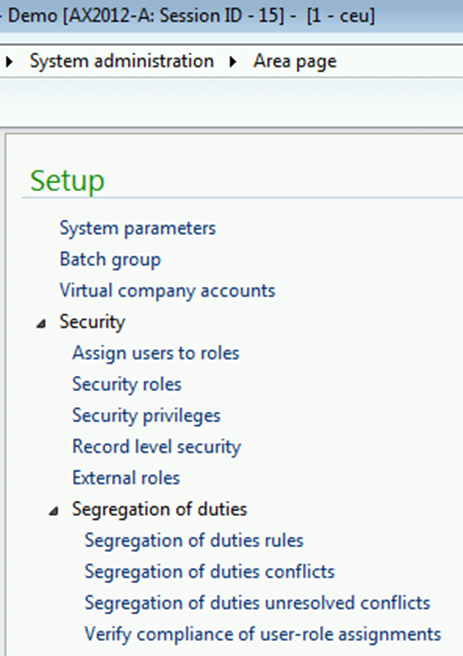 - Demo [AX2012-A: Session ID - 15] - [1 - ceu]
System administration Area page
Setup
System parameters
Batch group
Virtual company accounts
Security
Assign users to roles
Security roles
Security privileges
Record level security
External roles
Segregation of duties
Segregation of duties rules
Segregation of duties conflicts
Segregation of duties unresolved conflicts
Verify compliance of user-role assignments